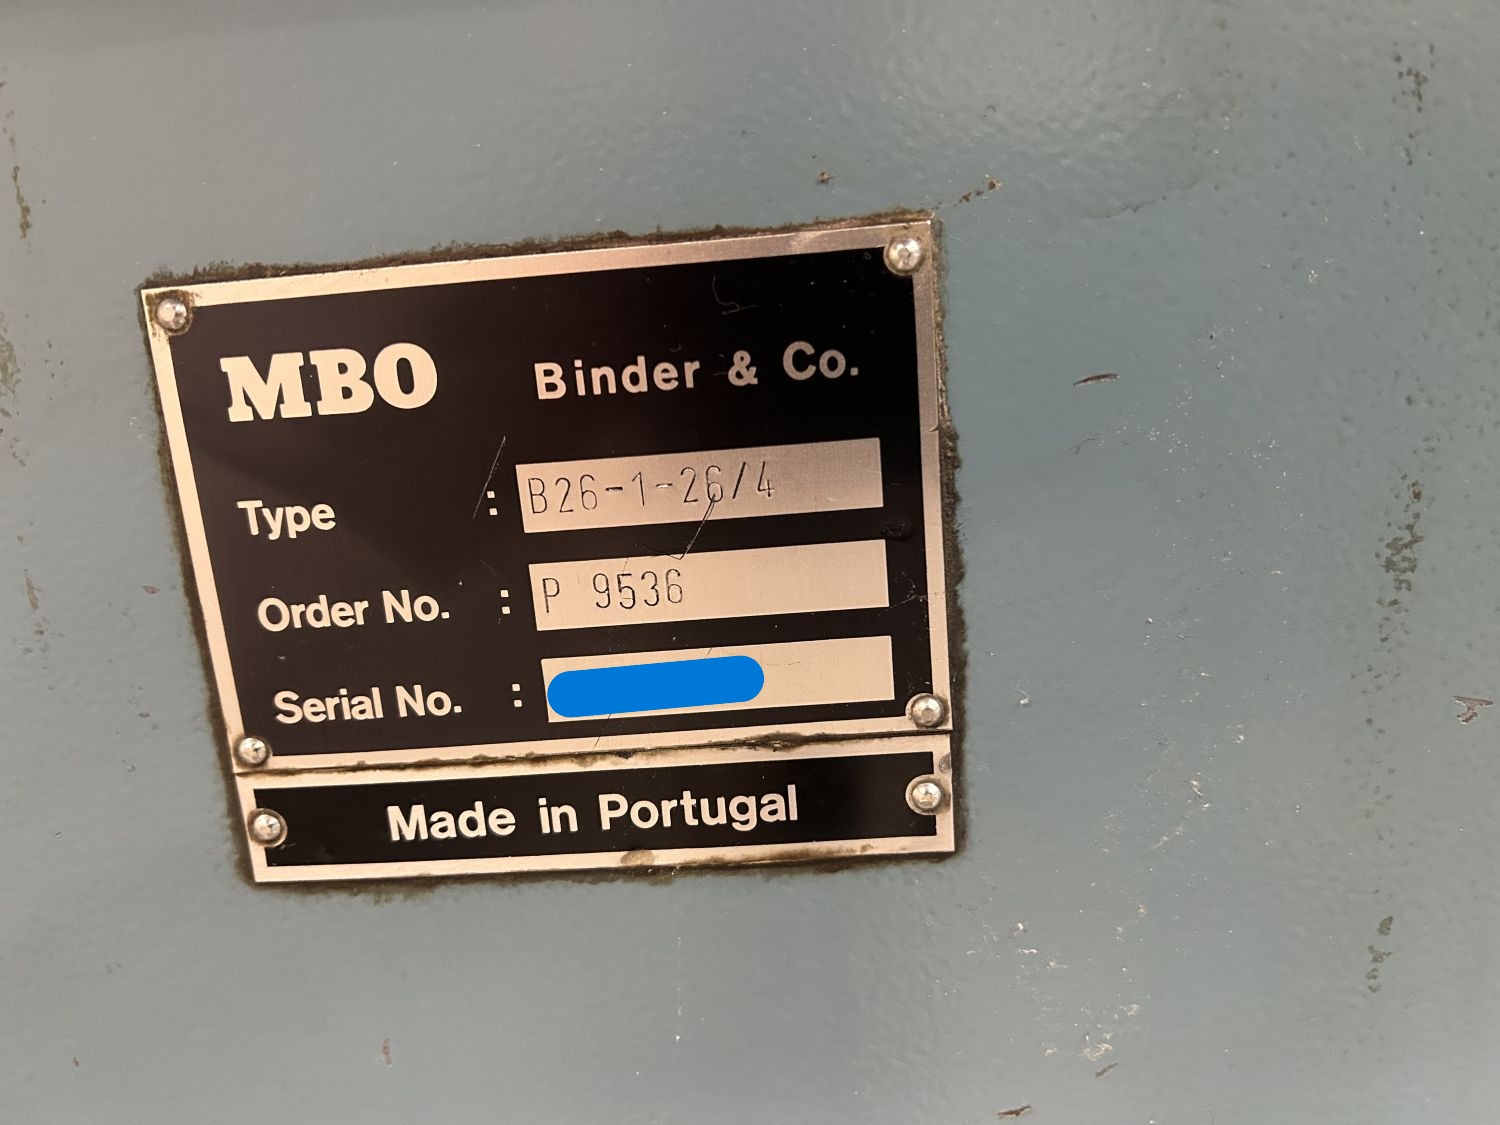 MBO Binder & Co.
Type : B26-1-26/4
Order No. : P 9536
Serial No. :
Made in Portugal